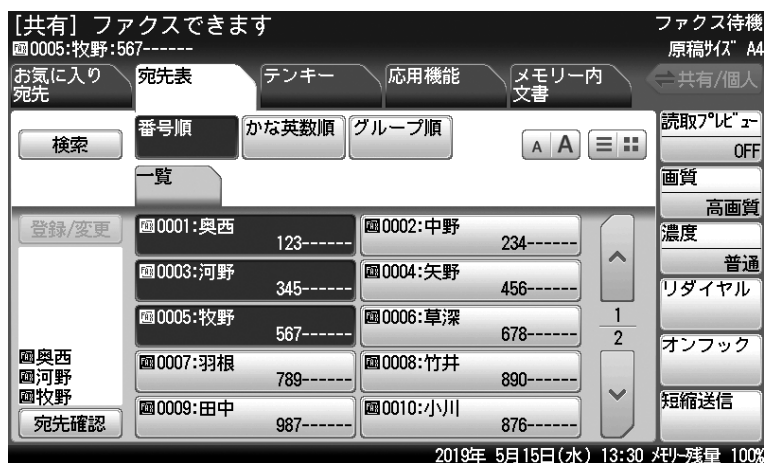 [共有] ファクスできます
ファクス待機
0005:牧野:567------
原稿ｻｲｽﾞ A4
お気に入り
宛先
宛先表
テンキー
応用機能
メモリー内
文書
共有/個人
検索
番号順
かな英数順
グループ順
A A
読取ﾌﾟﾚﾋﾞｭｰ
OFF
一覧
画質
高画質
登録/変更
0001:奥西
123------
0002:中野
234------
濃度
普通
0003:河野
345------
0004:矢野
456------
リダイヤル
0005:牧野
567------
0006:草深
678------
1
2
オンフック
奥西
河野
牧野
0007:羽根
789------
0008:竹井
890------
宛先確認
0009:田中
987------
0010:小川
876------
短縮送信
2019年 5月15日(水) 13:30 ﾒﾓﾘｰ残量 100%